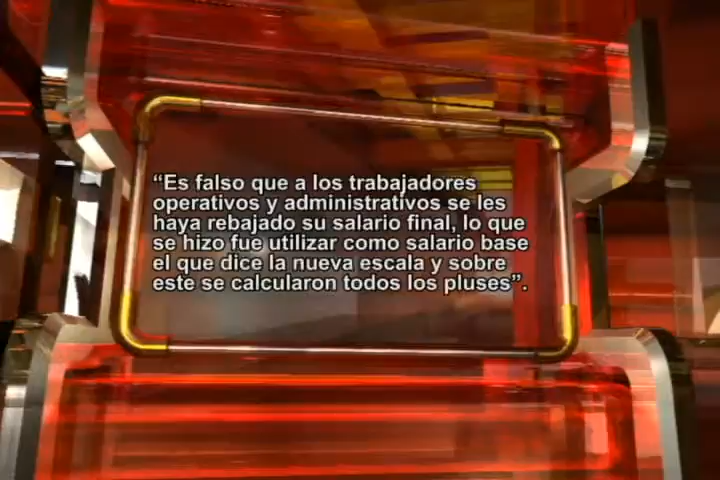 “Es falso que a los trabajadores
operativos y administrativos se les
haya rebajado su salario final, lo que
se hizo fue utilizar como salario base
el que dice la nueva escala y sobre
este se calcularon todos los pluses”.